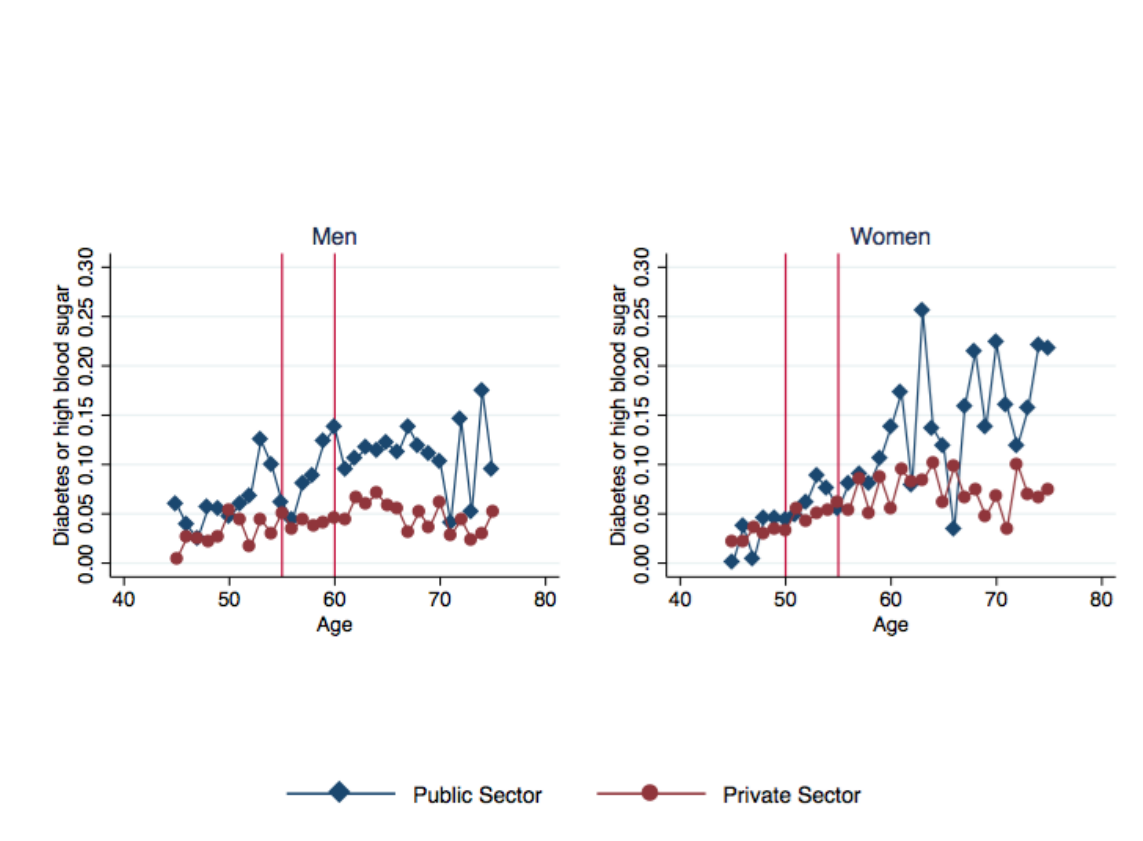 Men
Diabetes or high blood sugar
0.00 0.05 0.10 0.15 0.20 0.25 0.30
40 50 60 70 80
Age
Women
Diabetes or high blood sugar
0.00 0.05 0.10 0.15 0.20 0.25 0.30
40 50 60 70 80
Age
Public Sector
Private Sector